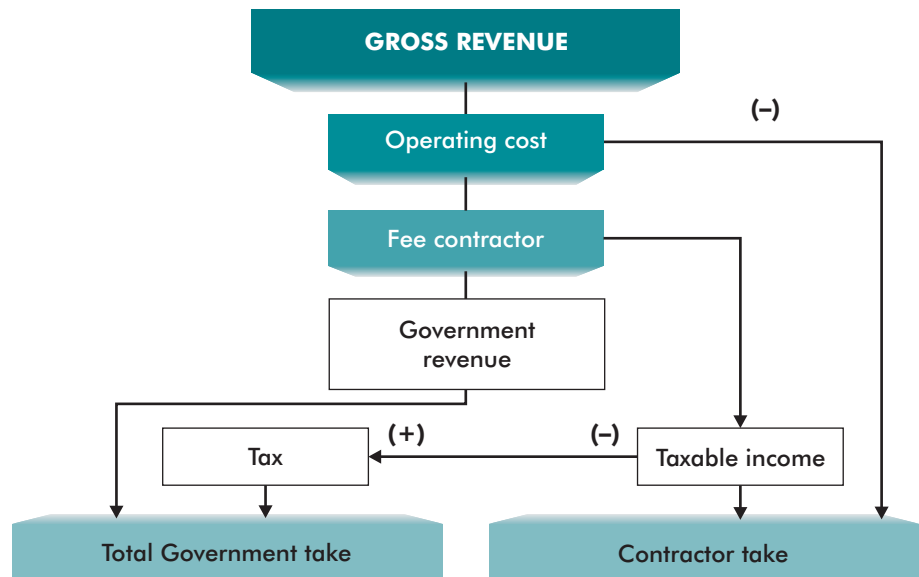 GROSS REVENUE
(–)
Operating cost
Fee contractor
Government
revenue
(+)
(–)
Tax
Taxable income
Total Government take
Contractor take